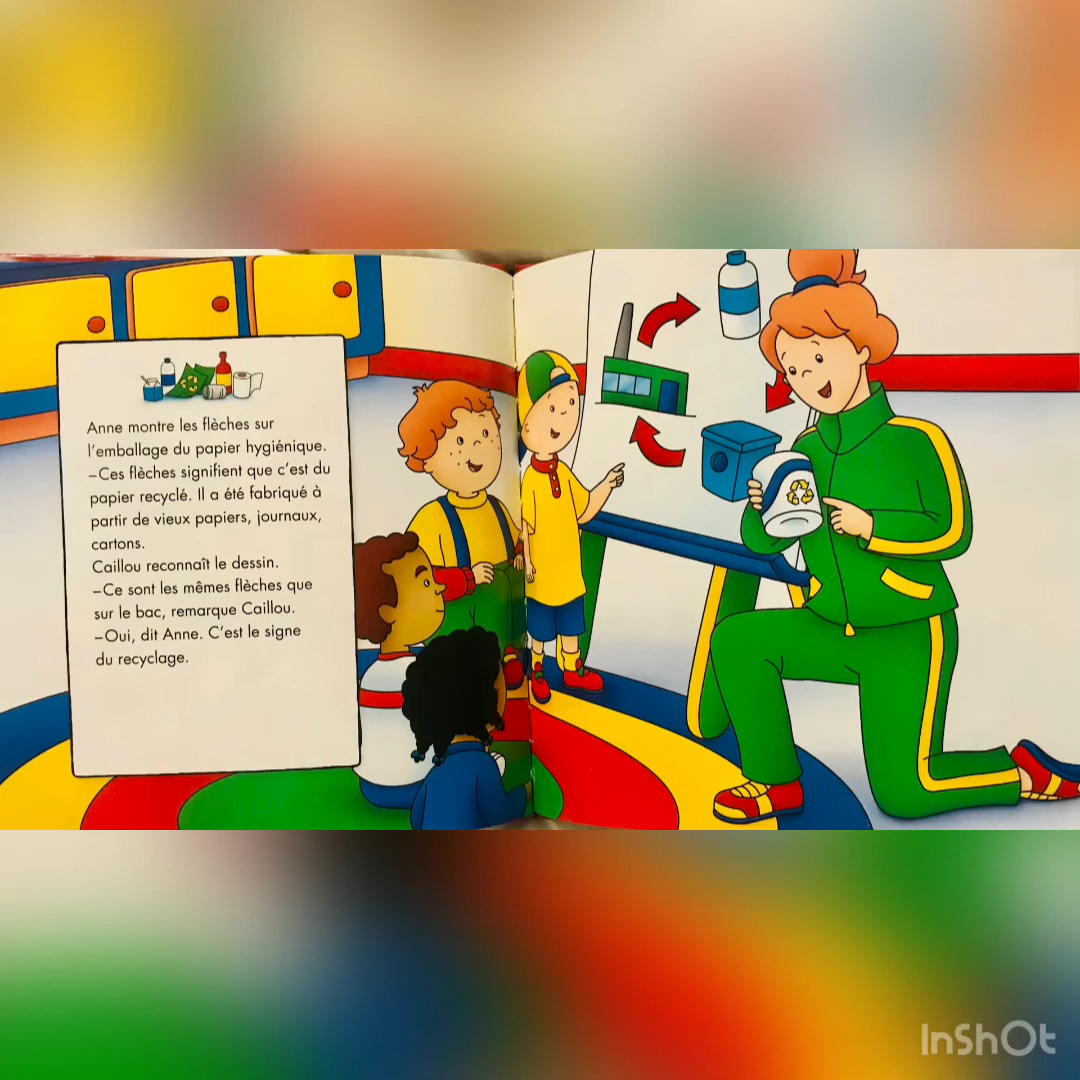 Anne montre les flèches sur
l'emballage du papier hygiénique.
–Ces flèches signifient que c'est du
papier recyclé. Il a été fabriqué à
partir de vieux papiers, journaux,
cartons.
Caillou reconnaît le dessin.
–Ce sont les mêmes flèches que
sur le bac, remarque Caillou.
–Oui, dit Anne. C'est le signe
du recyclage.
InShOt